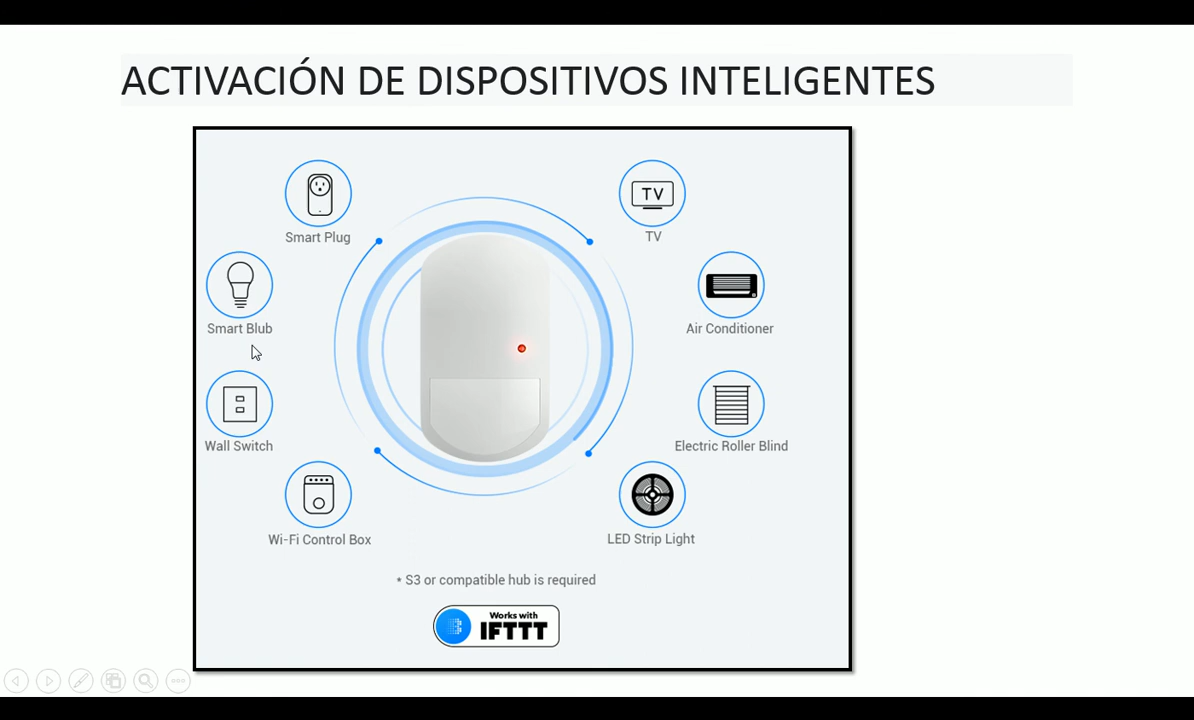 ACTIVACIÓN DE DISPOSITIVOS INTELIGENTES
Smart Plug
TV
TV
Smart Blub
Air Conditioner
Wall Switch
Electric Roller Blind
Wi-Fi Control Box
LED Strip Light
* S3 or compatible hub is required
Works with
IFTTT